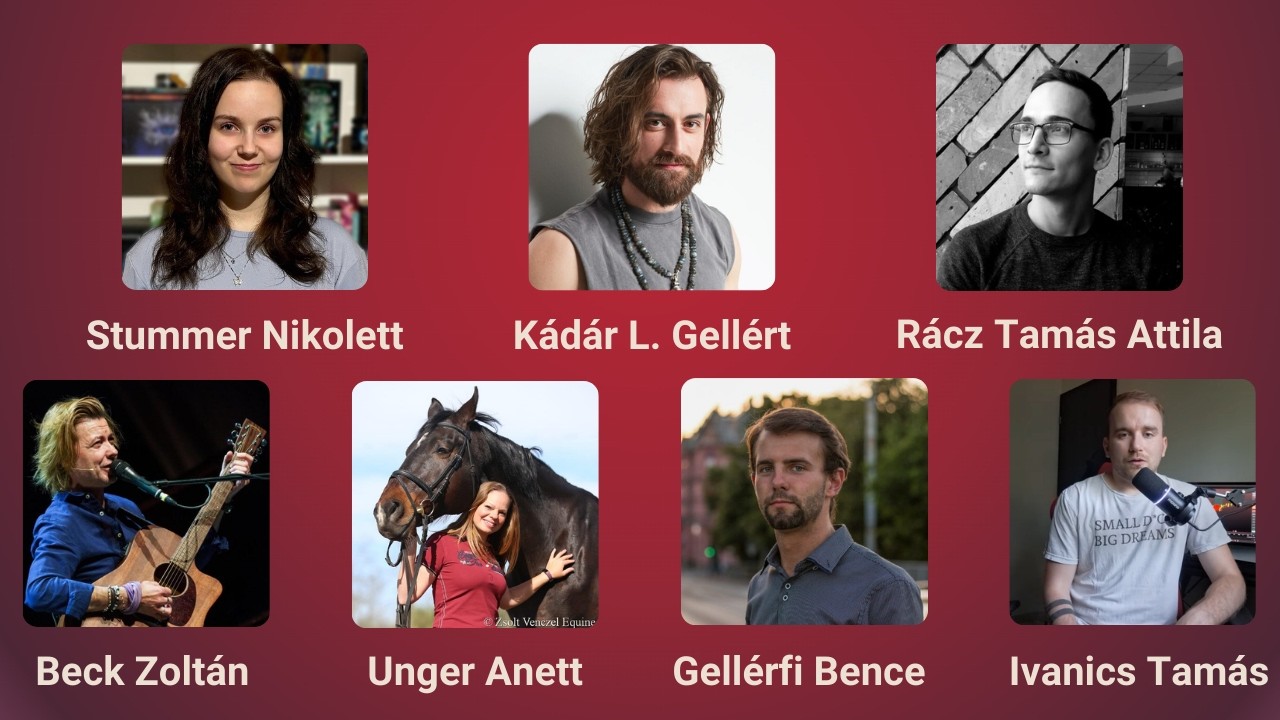 Stummer Nikolett
Kádár L. Gellért
Rácz Tamás Attila
© Zsolt Venczel Equine
SMALL D*C
BIG DREAMS
Beck Zoltán
Unger Anett
Gellérfi Bence
Ivanics Tamás